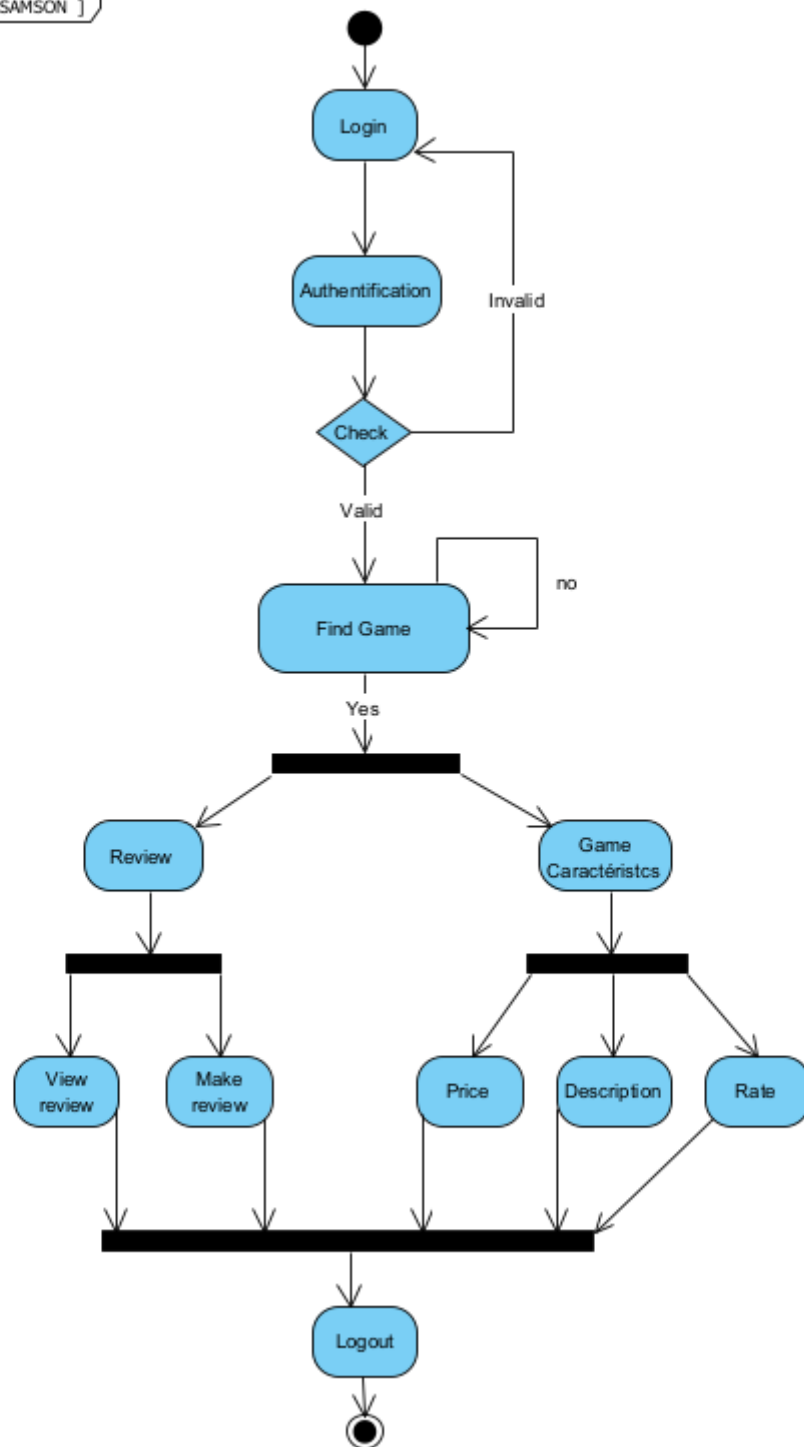 SAMSON ]
Login
Authentification
Invalid
Check
Valid
no
Find Game
Yes
Review
Game
Caractéristcs
View
review
Make
review
Price
Description
Rate
Logout